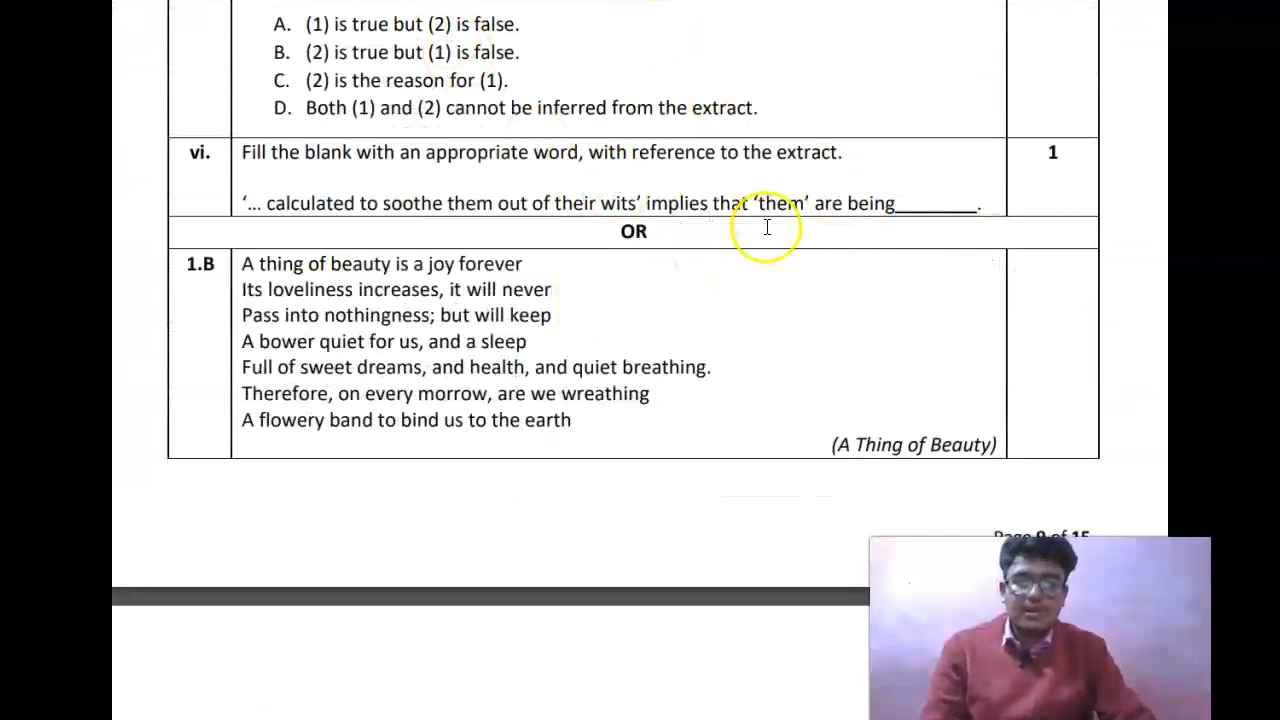 A. (1) is true but (2) is false.
B. (2) is true but (1) is false.
C. (2) is the reason for (1).
D. Both (1) and (2) cannot be inferred from the extract.
vi. Fill the blank with an appropriate word, with reference to the extract. 1
‘… calculated to soothe them out of their wits’ implies that ‘them’ are being________.
OR
1.B A thing of beauty is a joy forever
Its loveliness increases, it will never
Pass into nothingness; but will keep
A bower quiet for us, and a sleep
Full of sweet dreams, and health, and quiet breathing.
Therefore, on every morrow, are we wreathing
A flowery band to bind us to the earth
(A Thing of Beauty)
Page 9 of 15